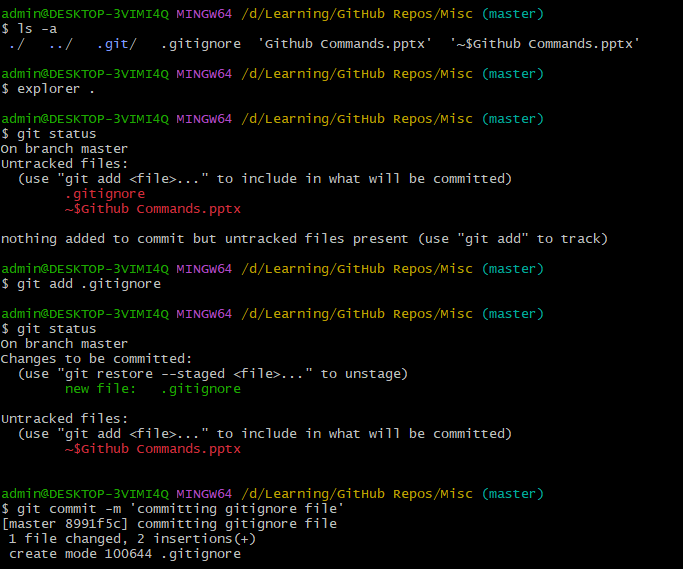 admin@DESKTOP-3VIMI4Q MINGW64 /d/Learning/GitHub Repos/Misc (master)
$ ls -a
 ./   ../   .git/   .gitignore  'Github Commands.pptx'  '~$Github Commands.pptx'

admin@DESKTOP-3VIMI4Q MINGW64 /d/Learning/GitHub Repos/Misc (master)
$ explorer .

admin@DESKTOP-3VIMI4Q MINGW64 /d/Learning/GitHub Repos/Misc (master)
$ git status
On branch master
Untracked files:
  (use "git add <file>..." to include in what will be committed)
        .gitignore
        ~$Github Commands.pptx

nothing added to commit but untracked files present (use "git add" to track)

admin@DESKTOP-3VIMI4Q MINGW64 /d/Learning/GitHub Repos/Misc (master)
$ git add .gitignore

admin@DESKTOP-3VIMI4Q MINGW64 /d/Learning/GitHub Repos/Misc (master)
$ git status
On branch master
Changes to be committed:
  (use "git restore --staged <file>..." to unstage)
        new file:   .gitignore

Untracked files:
  (use "git add <file>..." to include in what will be committed)
        ~$Github Commands.pptx

admin@DESKTOP-3VIMI4Q MINGW64 /d/Learning/GitHub Repos/Misc (master)
$ git commit -m 'committing gitignore file'
[master 8991f5c] committing gitignore file
 1 file changed, 2 insertions(+)
 create mode 100644 .gitignore